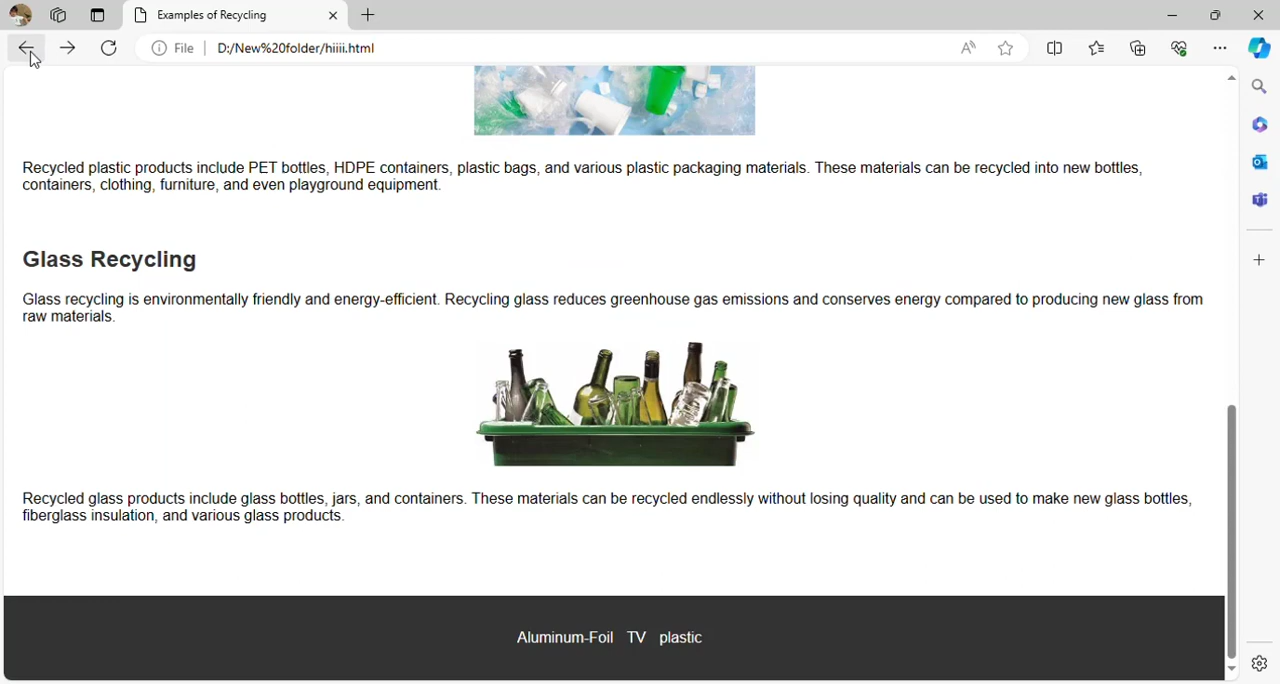 Examples of Recycling
File D:/New%20folder/hiiii.html
Recycled plastic products include PET bottles, HDPE containers, plastic bags, and various plastic packaging materials. These materials can be recycled into new bottles,
containers, clothing, furniture, and even playground equipment.
Glass Recycling
Glass recycling is environmentally friendly and energy-efficient. Recycling glass reduces greenhouse gas emissions and conserves energy compared to producing new glass from
raw materials.
Recycled glass products include glass bottles, jars, and containers. These materials can be recycled endlessly without losing quality and can be used to make new glass bottles,
fiberglass insulation, and various glass products.
Aluminum-Foil TV plastic